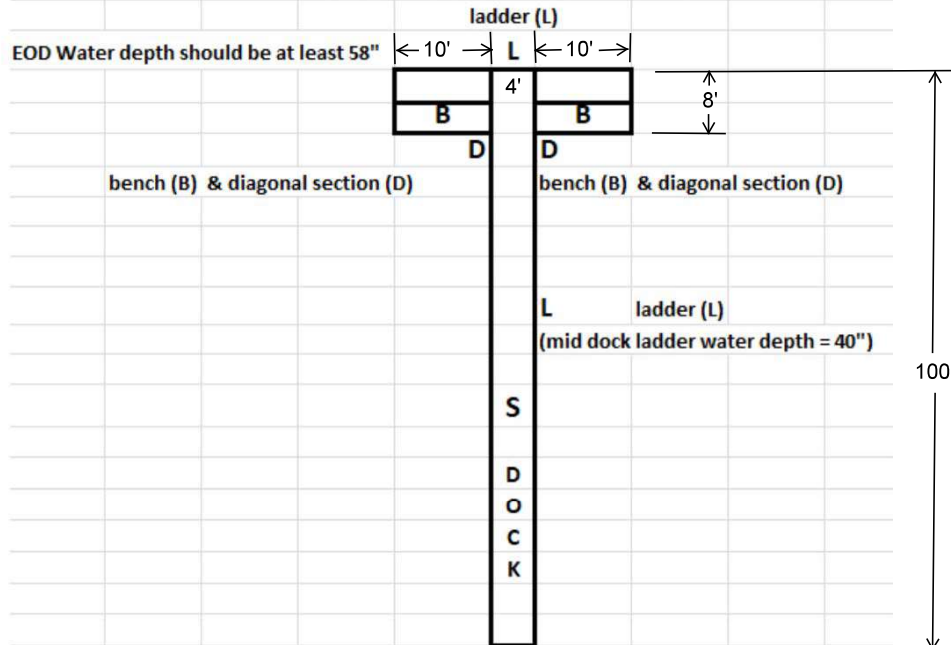 ladder (L)
EOD Water depth should be at least 58" 10' L 10'
4'
8'
B B
D D
bench (B) & diagonal section (D) bench (B) & diagonal section (D)
L ladder (L)
(mid dock ladder water depth = 40")
100
S
D
O
C
K